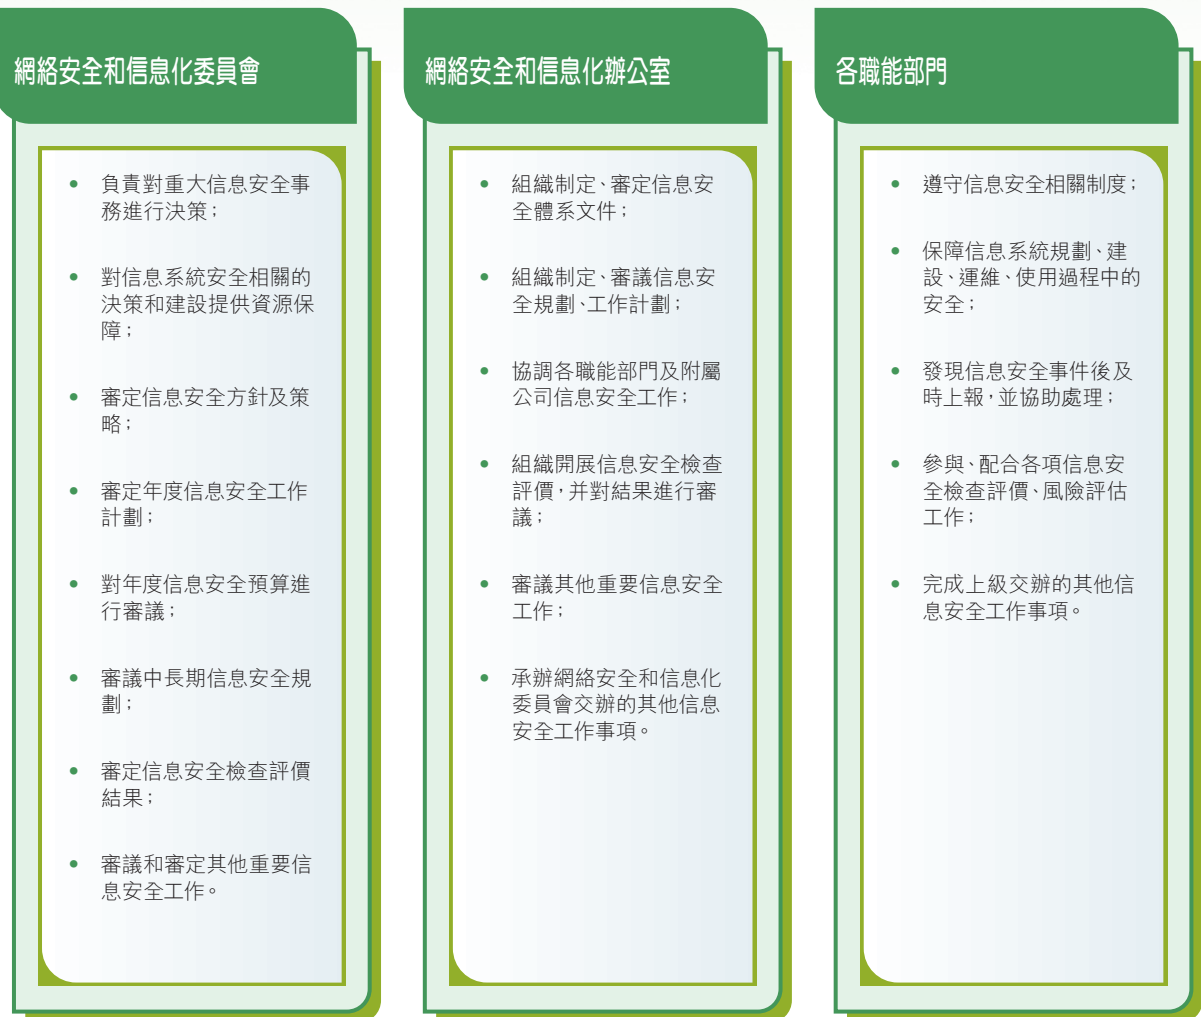 網絡安全和信息化委員會
負責對重大信息安全事
務進行決策；
對信息系統安全相關的
決策和建設提供資源保
障；
審定信息安全方針及策
略；
審定年度信息安全工作
計劃；
對年度信息安全預算進
行審議；
審議中長期信息安全規
劃；
審定信息安全檢查評價
結果；
審議和審定其他重要信
息安全工作。
網絡安全和信息化辦公室
組織制定、審定信息安
全體系文件；
組織制定、審議信息安
全規劃、工作計劃；
協調各職能部門及附屬
公司信息安全工作；
組織開展信息安全檢查
評價，并對結果進行審
議；
審議其他重要信息安全
工作；
承辦網絡安全和信息化
委員會交辦的其他信息
安全工作事項。
各職能部門
遵守信息安全相關制度；
保障信息系統規劃、建
設、運維、使用過程中的
安全；
發現信息安全事件後及
時上報，並協助處理；
參與、配合各項信息安
全檢查評價、風險評估
工作；
完成上級交辦的其他信
息安全工作事項。